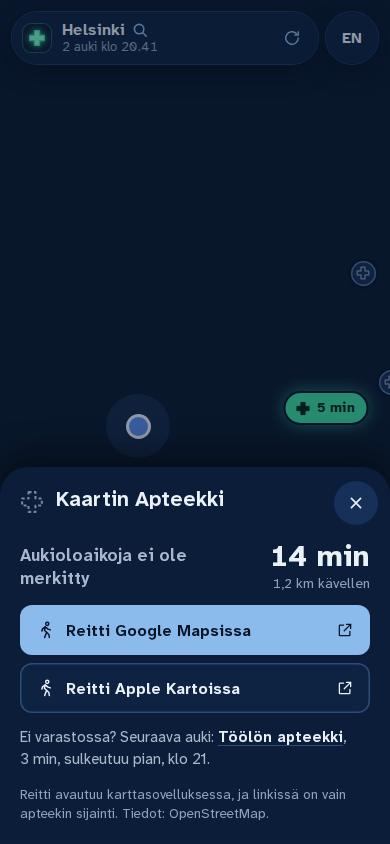 Helsinki
2 auki klo 20.41
EN
5 min
Kaartin Apteekki
Aukioloaikoja ei ole
merkitty
14 min
1,2 km kävellen
Reitti Google Mapsissa
Reitti Apple Kartoissa
Ei varastossa? Seuraava auki: Töölön apteekki,
3 min, sulkeutuu pian, klo 21.
Reitti avautuu karttasovelluksessa, ja linkissä on vain
apteekin sijainti. Tiedot: OpenStreetMap.